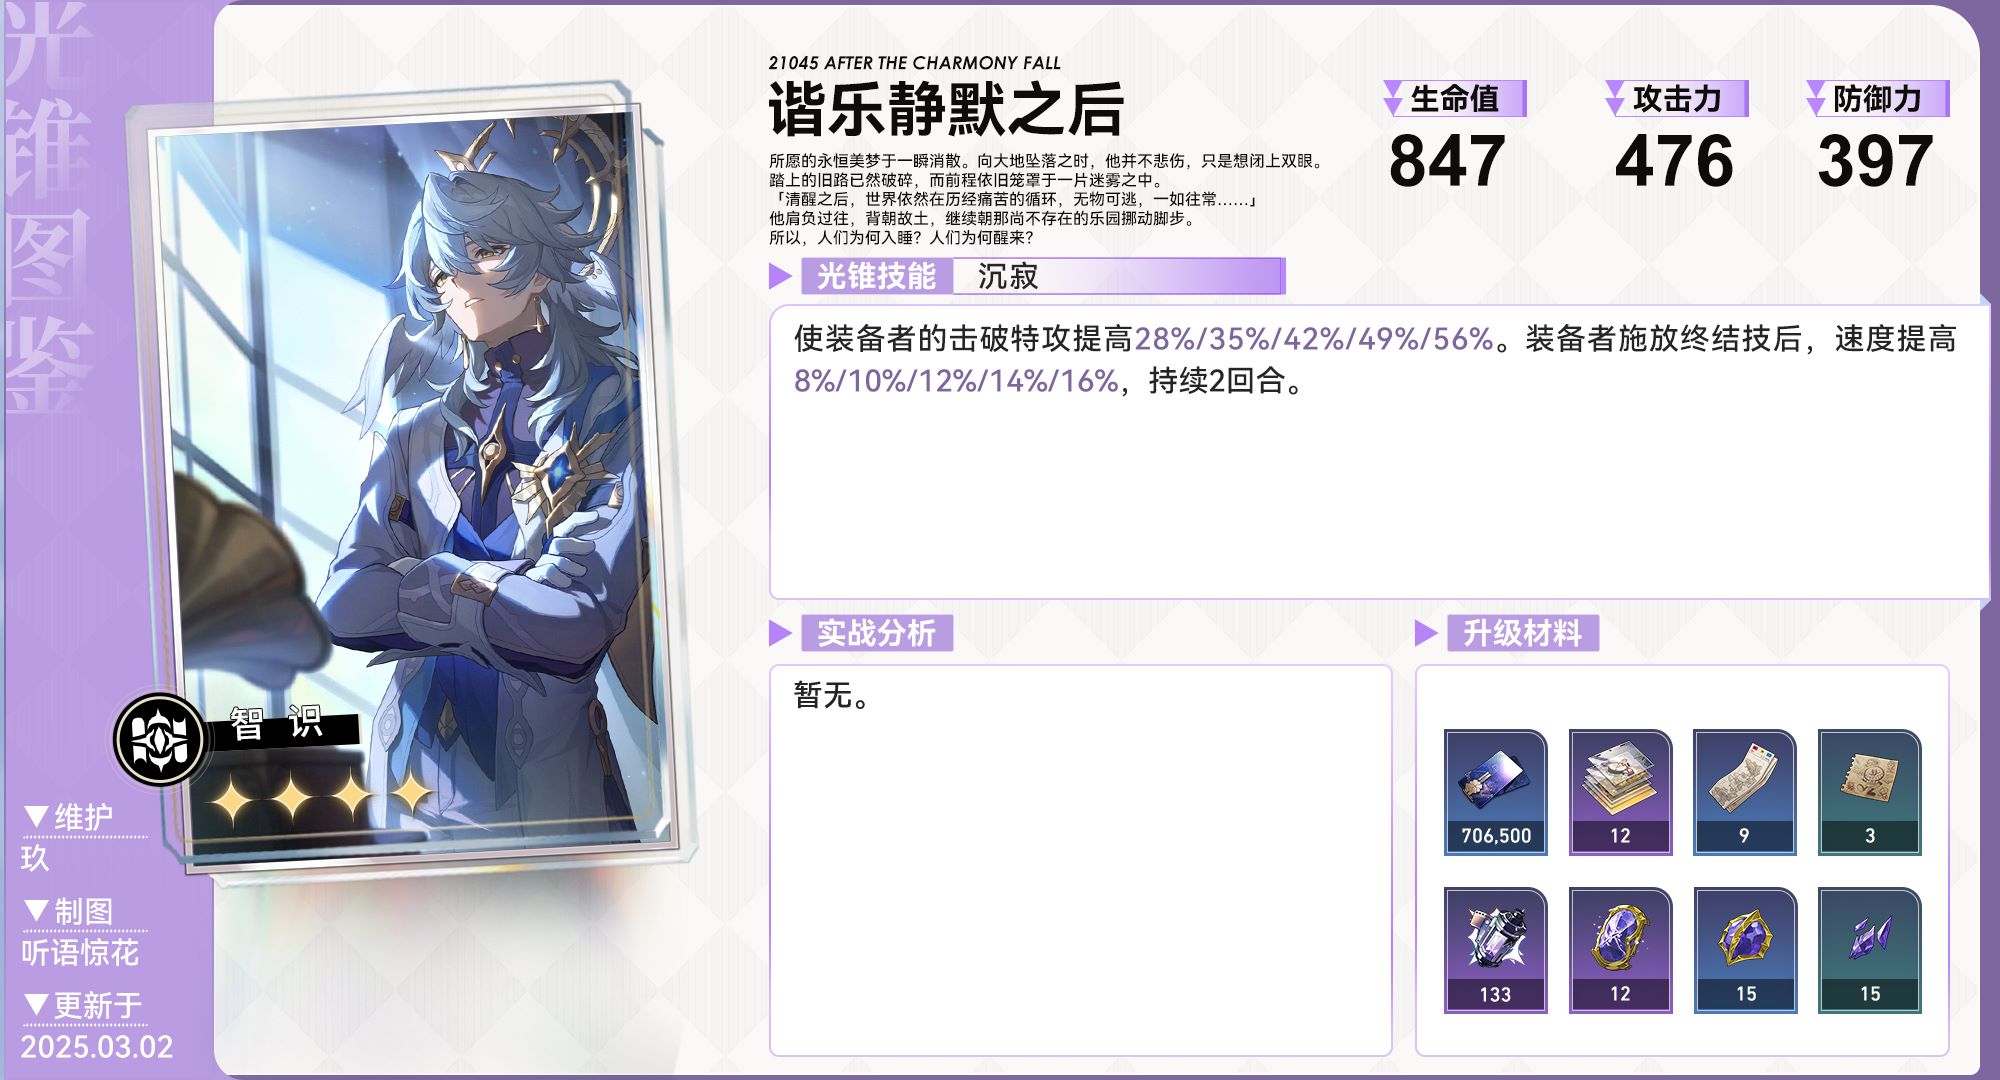 光锥图鉴
21045 AFTER THE CHARMONY FALL
谐乐静默之后
所愿的永恒美梦于一瞬消散。向大地坠落之时，他并不悲伤，只是想闭上双眼。
踏上的旧路已然破碎，而前程依旧笼罩于一片迷雾之中。
「清醒之后，世界依然在历经痛苦的循环，无物可逃，一如往常……」
他肩负过往，背朝故土，继续朝那尚不存在的乐园挪动脚步。
所以，人们为何入睡？人们为何醒来？
生命值
847
攻击力
476
防御力
397
光锥技能 沉寂
使装备者的击破特攻提高28%/35%/42%/49%/56%。装备者施放终结技后，速度提高
8%/10%/12%/14%/16%，持续2回合。
实战分析
暂无。
升级材料
706,500 12 9 3
133 12 15 15
智识
▼维护
玖
▼制图
听语惊花
▼更新于
2025.03.02